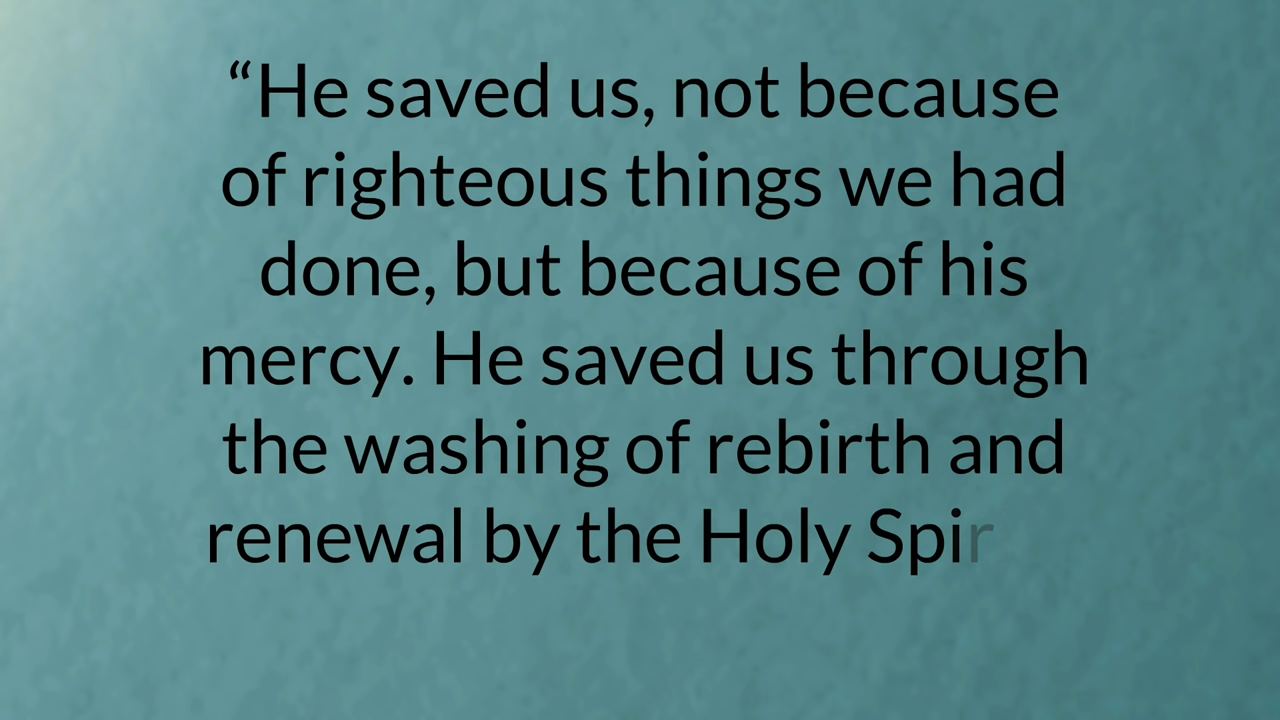 “He saved us, not because
of righteous things we had
done, but because of his
mercy. He saved us through
the washing of rebirth and
renewal by the Holy Spir